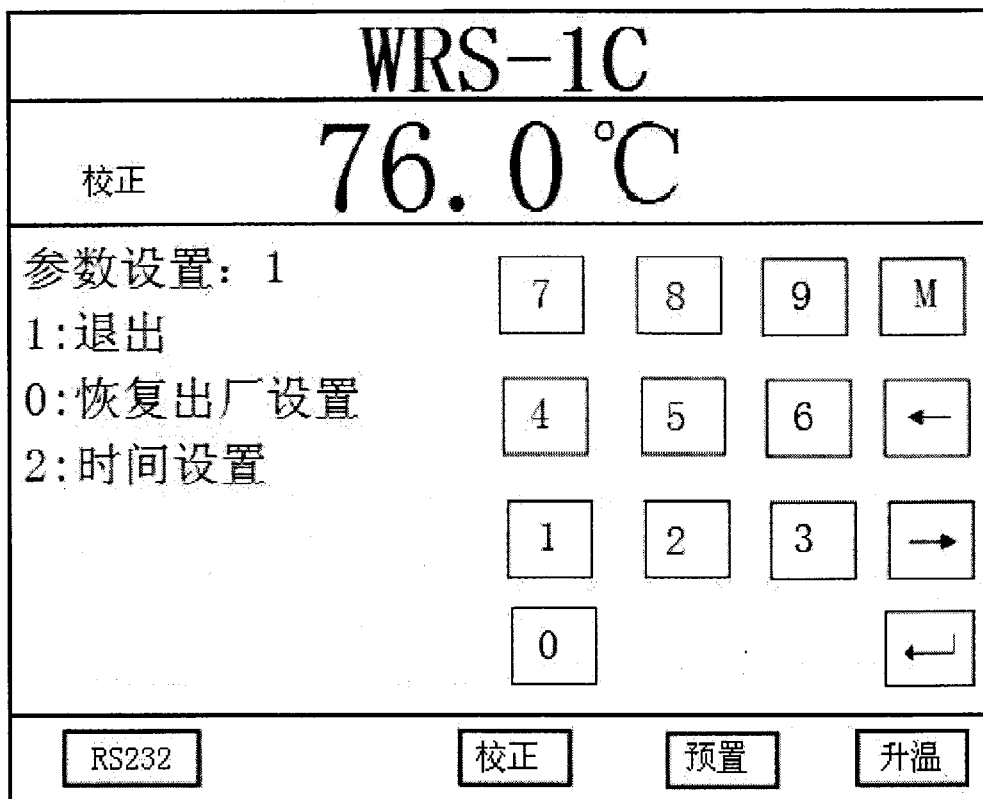 WRS-1C
校正 76.0℃
参数设置：1
1:退出
0:恢复出厂设置
2:时间设置
7 8 9 M
4 5 6 ←
1 2 3 →
0 ↵
RS232 校正 预置 升温